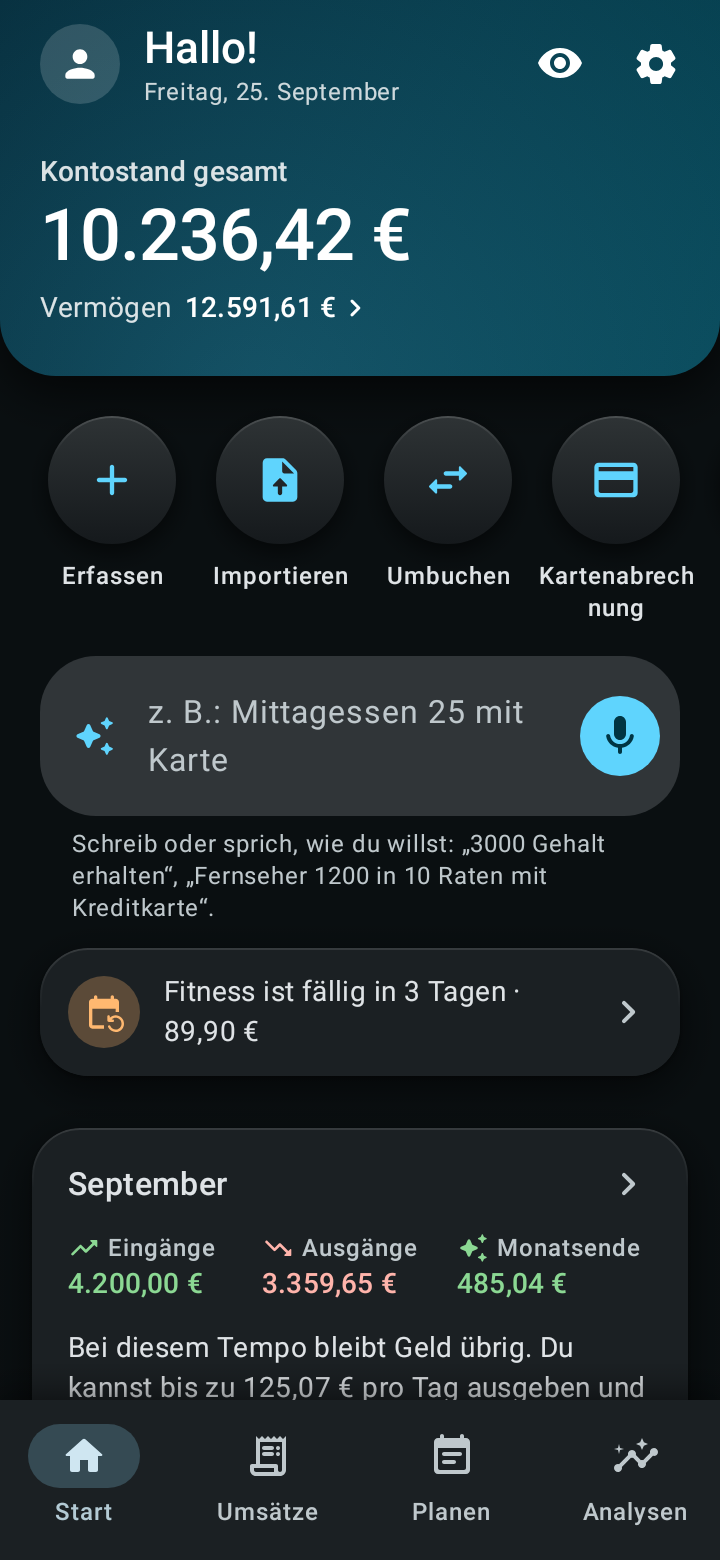 Hallo!
Freitag, 25. September
Kontostand gesamt
10.236,42 €
Vermögen 12.591,61 €
Erfassen
Importieren
Umbuchen
Kartenabrech
nung
z. B.: Mittagessen 25 mit
Karte
Schreib oder sprich, wie du willst: „3000 Gehalt
erhalten“, „Fernseher 1200 in 10 Raten mit
Kreditkarte“.
Fitness ist fällig in 3 Tagen ·
89,90 €
September
Eingänge
4.200,00 €
Ausgänge
3.359,65 €
Monatsende
485,04 €
Bei diesem Tempo bleibt Geld übrig. Du
kannst bis zu 125,07 € pro Tag ausgeben und
Start
Umsätze
Planen
Analysen